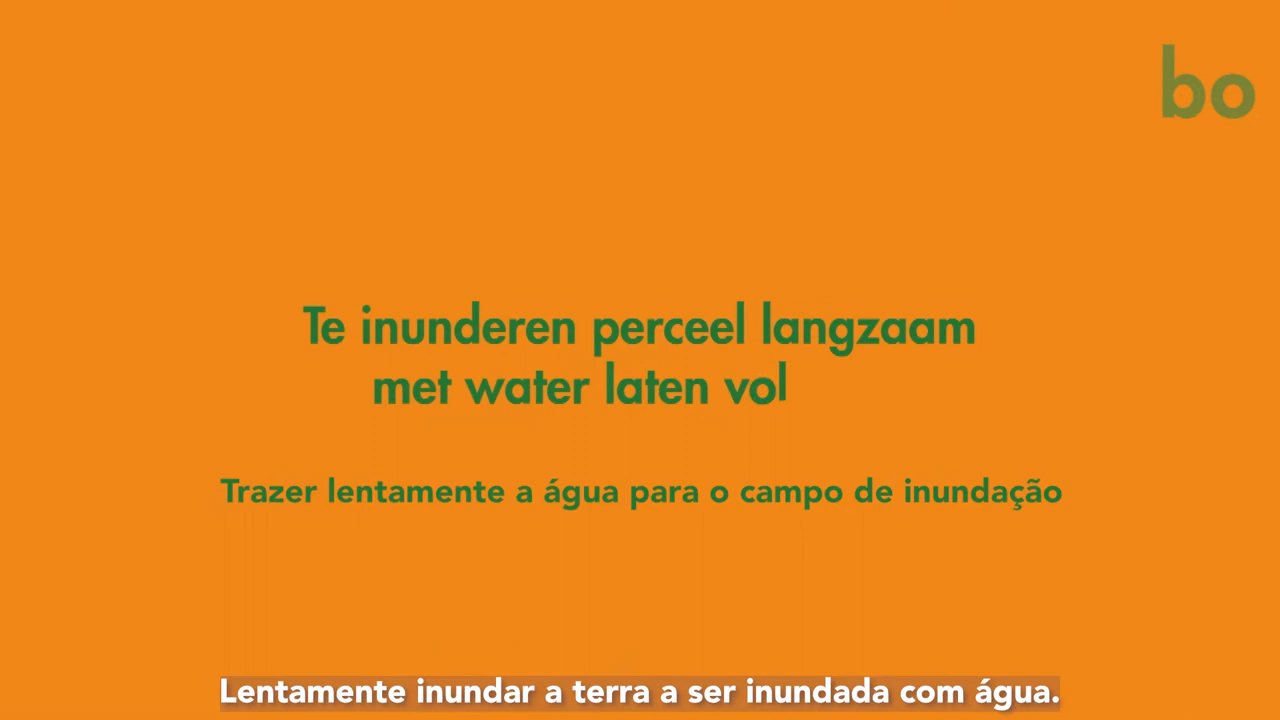 bo
Te inunderen perceel langzaam
met water laten vol
Trazer lentamente a água para o campo de inundação
Lentamente inundar a terra a ser inundada com água.